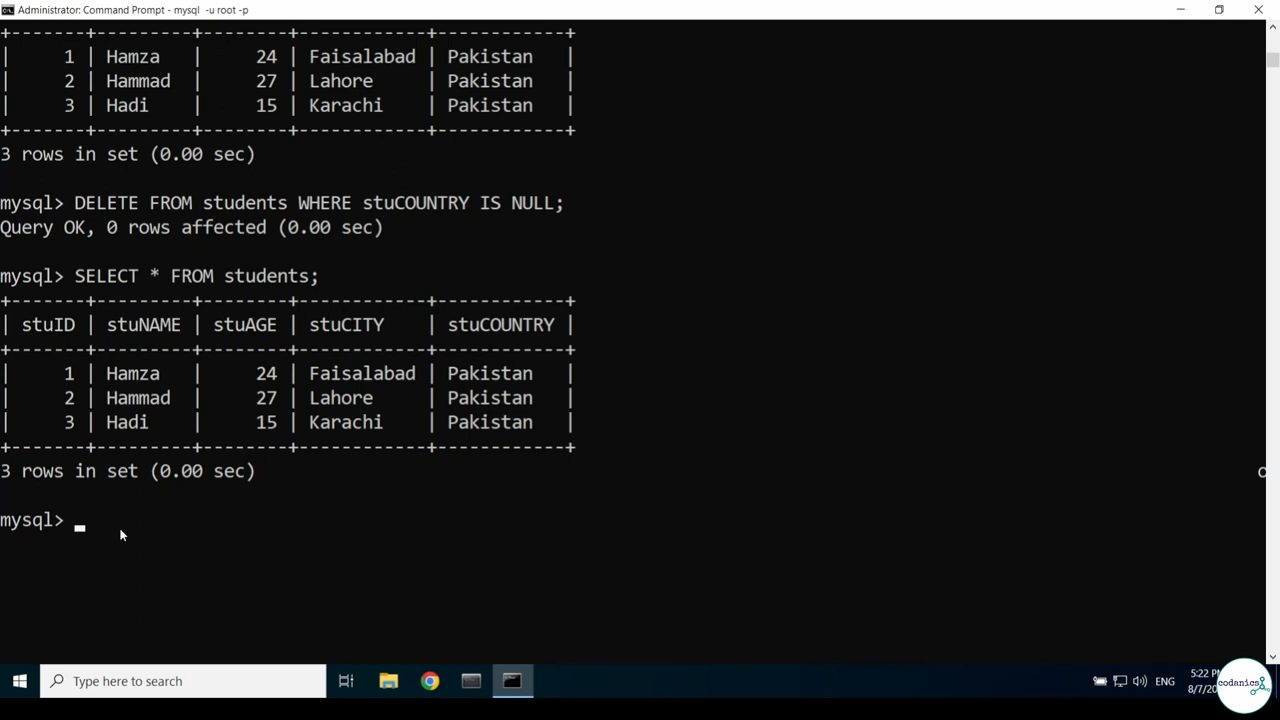 Administrator: Command Prompt - mysql  -u root -p
+-------+---------+--------+------------+------------+
|     1 | Hamza   |     24 | Faisalabad | Pakistan   |
|     2 | Hammad  |     27 | Lahore     | Pakistan   |
|     3 | Hadi    |     15 | Karachi    | Pakistan   |
+-------+---------+--------+------------+------------+
3 rows in set (0.00 sec)
mysql> DELETE FROM students WHERE stuCOUNTRY IS NULL;
Query OK, 0 rows affected (0.00 sec)
mysql> SELECT * FROM students;
+-------+---------+--------+------------+------------+
| stuID | stuNAME | stuAGE | stuCITY    | stuCOUNTRY |
+-------+---------+--------+------------+------------+
|     1 | Hamza   |     24 | Faisalabad | Pakistan   |
|     2 | Hammad  |     27 | Lahore     | Pakistan   |
|     3 | Hadi    |     15 | Karachi    | Pakistan   |
+-------+---------+--------+------------+------------+
3 rows in set (0.00 sec)
mysql>
Type here to search
ENG
5:22
codanics